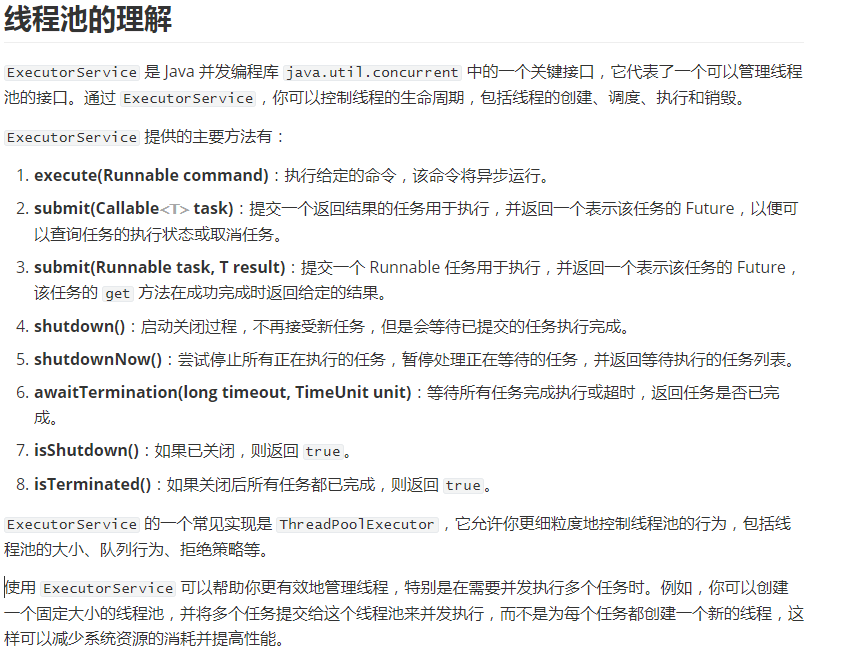 线程池的理解
ExecutorService 是 Java 并发编程库 java.util.concurrent 中的一个关键接口，它代表了一个可以管理线程
池的接口。通过 ExecutorService，你可以控制线程的生命周期，包括线程的创建、调度、执行和销毁。
ExecutorService 提供的主要方法有：
1. execute(Runnable command)：执行给定的命令，该命令将异步运行。
2. submit(Callable<T> task)：提交一个返回结果的任务用于执行，并返回一个表示该任务的 Future，以便可
以查询任务的执行状态或取消任务。
3. submit(Runnable task, T result)：提交一个 Runnable 任务用于执行，并返回一个表示该任务的 Future，
该任务的 get 方法在成功完成时返回给定的结果。
4. shutdown()：启动关闭过程，不再接受新任务，但是会等待已提交的任务执行完成。
5. shutdownNow()：尝试停止所有正在执行的任务，暂停处理正在等待的任务，并返回等待执行的任务列表。
6. awaitTermination(long timeout, TimeUnit unit)：等待所有任务完成执行或超时，返回任务是否已完
成。
7. isShutdown()：如果已关闭，则返回 true。
8. isTerminated()：如果关闭后所有任务都已完成，则返回 true。
ExecutorService 的一个常见实现是 ThreadPoolExecutor，它允许你更细粒度地控制线程池的行为，包括线
程池的大小、队列行为、拒绝策略等。
使用 ExecutorService 可以帮助你更有效地管理线程，特别是在需要并发执行多个任务时。例如，你可以创建
一个固定大小的线程池，并将多个任务提交给这个线程池来并发执行，而不是为每个任务都创建一个新的线程，这
样可以减少系统资源的消耗并提高性能。